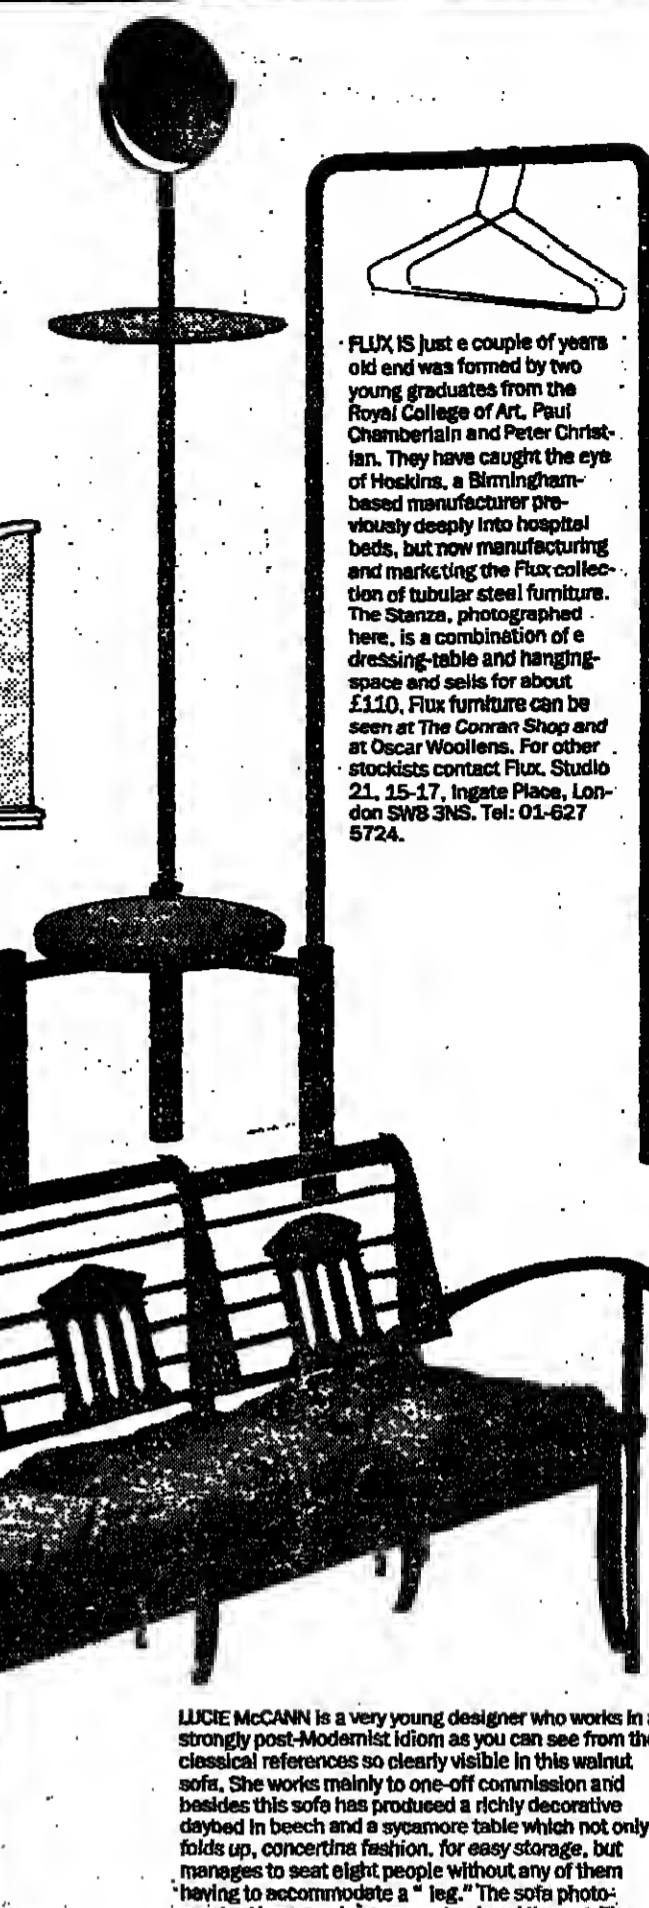 FLUX IS just e couple of years
old end was formed by two
young graduates from the
Royal College of Art, Paul
Chamberlain and Peter Christ-
ian. They have caught the eye
of Hoskins, a Birmingham-
based manufacturer pre-
viously deeply into hospital
beds, but now manufacturing
and marketing the Flux collec-
tion of tubular steel furniture.
The Stanza, photographed
here, is a combination of e
dressing-table and hanging-
space and sells for about
£110. Flux furniture can be
seen at The Conran Shop and
at Oscar Woollens. For other
stockists contact Flux, Studio
21, 15-17, Ingate Place, Lon-
don SW8 3NS. Tel: 01-627
5724.
LUCIE McCANN is a very young designer who works in
strongly post-Modernist idiom as you can see from the
classical references so clearly visible in this walnut
sofa. She works mainly to one-off commission and
besides this sofa has produced a richly decorative
daybed in beech and a sycamore table which not only
folds up, concertina fashion, for easy storage, but
manages to seat eight people without any of them
having to accommodate a " leg." The sofa photo-